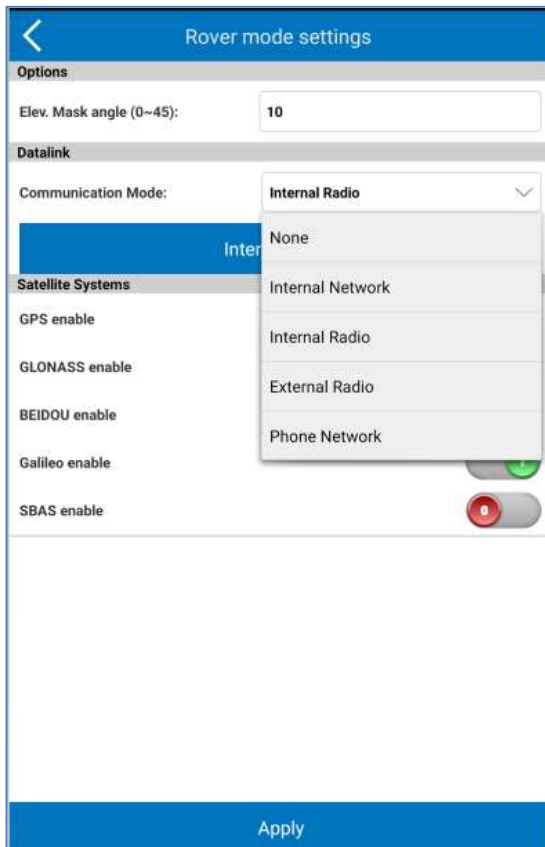 Rover mode settings
Options
Elev. Mask angle (0~45): 10
Datalink
Communication Mode: Internal Radio
None
Inter
Internal Network
Satellite Systems
GPS enable
Internal Radio
GLONASS enable
External Radio
BEIDOU enable
Phone Network
Galileo enable
SBAS enable 0
Apply